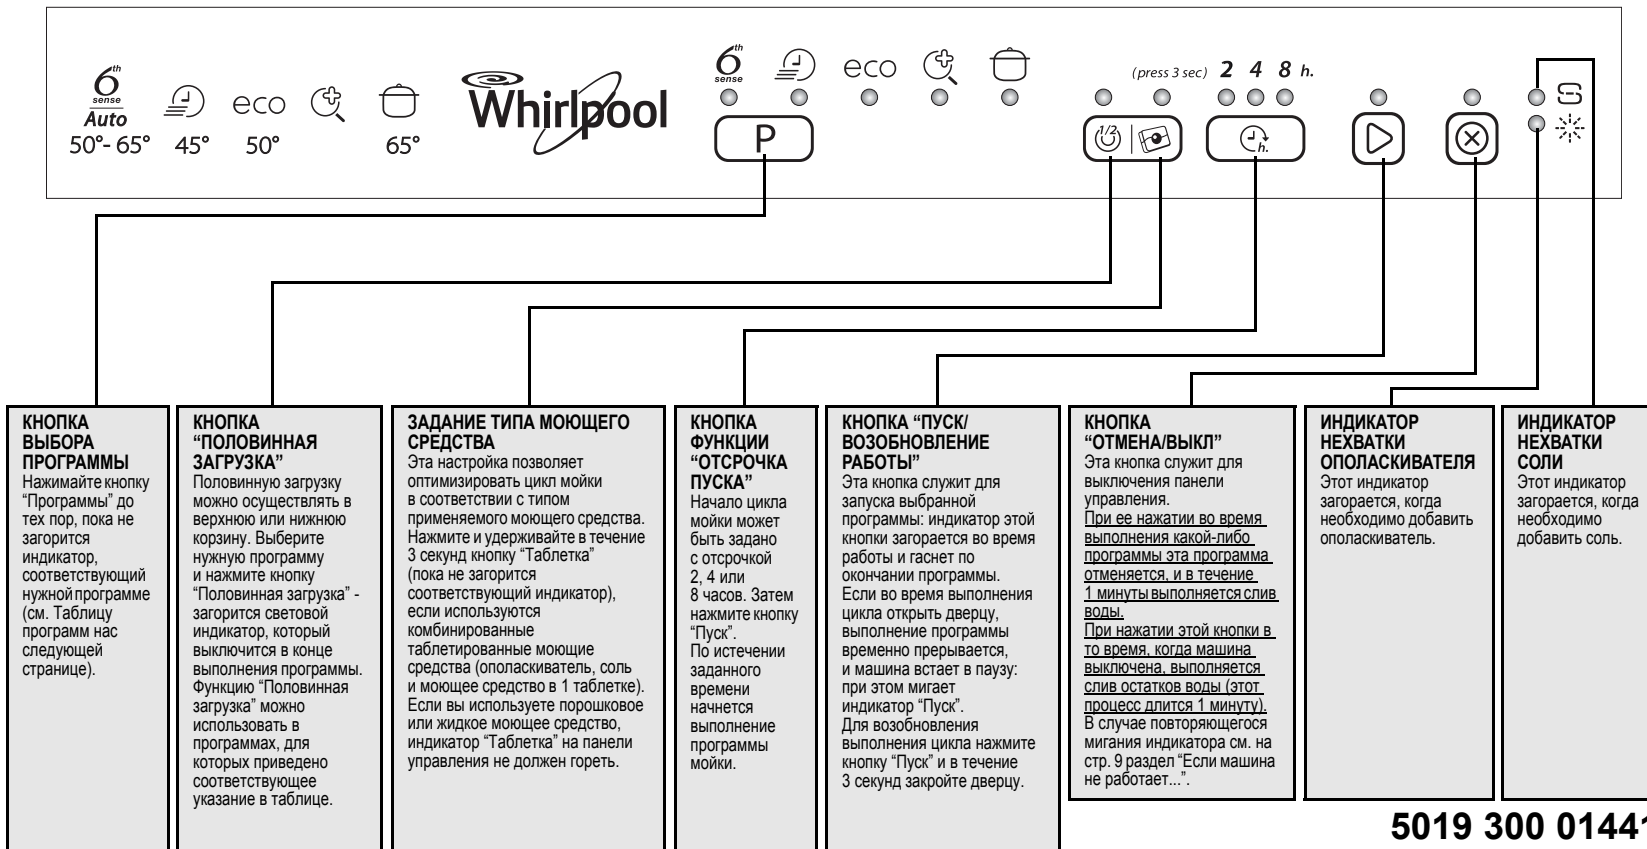 6th sense
Auto
50°- 65°
45°
eco
50°
65°
Whirlpool
6th sense
eco
P
(press 3 sec) 2 4 8 h.
1/2
h.
КНОПКА
ВЫБОРА
ПРОГРАММЫ
Нажимайте кнопку
“Программы” до
тех пор, пока не
загорится
индикатор,
соответствующий
нужной программе
(см. Таблицу
программ нас
следующей
странице).
КНОПКА
“ПОЛОВИННАЯ
ЗАГРУЗКА”
Половинную загрузку
можно осуществлять в
верхнюю или нижнюю
корзину. Выберите
нужную программу
и нажмите кнопку
“Половинная загрузка” -
загорится световой
индикатор, который
выключится в конце
выполнения программы.
Функцию “Половинная
загрузка” можно
использовать в
программах, для
которых приведено
соответствующее
указание в таблице.
ЗАДАНИЕ ТИПА МОЮЩЕГО
СРЕДСТВА
Эта настройка позволяет
оптимизировать цикл мойки
в соответствии с типом
применяемого моющего средства.
Нажмите и удерживайте в течение
3 секунд кнопку “Таблетка”
(пока не загорится
соответствующий индикатор),
если используются
комбинированные
таблетированные моющие
средства (ополаскиватель, соль
и моющее средство в 1 таблетке).
Если вы используете порошковое
или жидкое моющее средство,
индикатор “Таблетка” на панели
управления не должен гореть.
КНОПКА
ФУНКЦИИ
“ОТСРОЧКА
ПУСКА”
Начало цикла
мойки может
быть задано
с отсрочкой
2, 4 или
8 часов. Затем
нажмите кнопку
“Пуск”.
По истечении
заданного
времени
начнется
выполнение
программы
мойки.
КНОПКА “ПУСК/
ВОЗОБНОВЛЕНИЕ
РАБОТЫ”
Эта кнопка служит для
запуска выбранной
программы: индикатор этой
кнопки загорается во время
работы и гаснет по
окончании программы.
Если во время выполнения
цикла открыть дверцу,
выполнение программы
временно прерывается,
и машина встает в паузу:
при этом мигает
индикатор “Пуск”.
Для возобновления
выполнения цикла нажмите
кнопку “Пуск” и в течение
3 секунд закройте дверцу.
КНОПКА
“ОТМЕНА/ВЫКЛ”
Эта кнопка служит для
выключения панели
управления.
При ее нажатии во время
выполнения какой-либо
программы эта программа
отменяется, и в течение
1 минуты выполняется слив
воды.
При нажатии этой кнопки в
то время, когда машина
выключена, выполняется
слив остатков воды (этот
процесс длится 1 минуту).
В случае повторяющегося
мигания индикатора см. на
стр. 9 раздел “Если машина
не работает...”.
ИНДИКАТОР
НЕХВАТКИ
ОПОЛАСКИВАТЕЛЯ
Этот индикатор
загорается, когда
необходимо добавить
ополаскиватель.
ИНДИКАТОР
НЕХВАТКИ
СОЛИ
Этот индикатор
загорается, когда
необходимо
добавить соль.
5019 300 01441